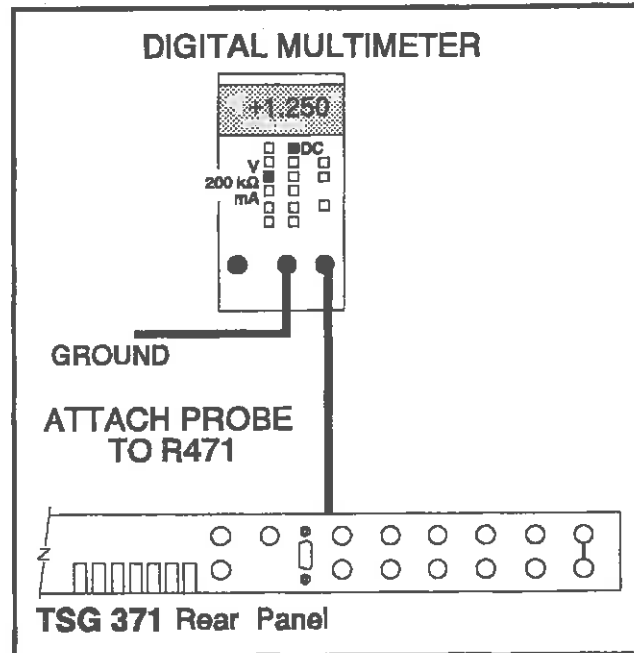 DIGITAL MULTIMETER
+1.250
DC
V
200 kΩ
mA
GROUND
ATTACH PROBE
TO R471
N
TSG 371 Rear Panel